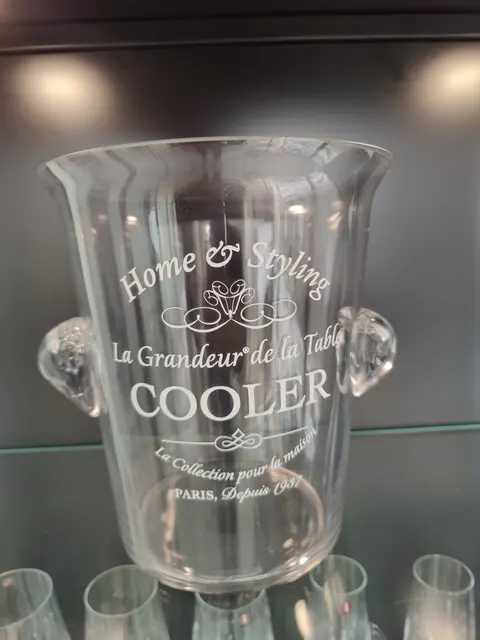 Home & Styling
La Grandeur® de la Table
COOLER
La Collection pour la maison
PARIS, Depuis 1937